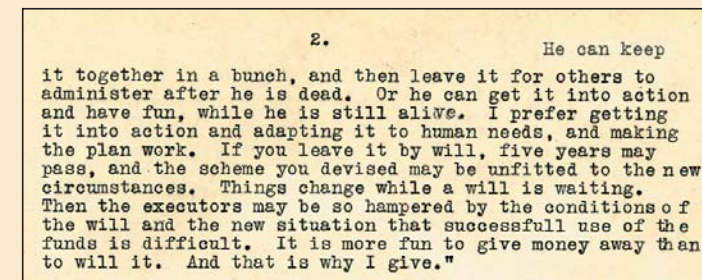 2.
He can keep
it together in a bunch, and then leave it for others to
administer after he is dead. Or he can get it into action
and have fun, while he is still alive. I prefer getting
it into action and adapting it to human needs, and making
the plan work. If you leave it by will, five years may
pass, and the scheme you devised may be unfitted to the new
circumstances. Things change while a will is waiting.
Then the executors may be so hampered by the conditions of
the will and the new situation that successfull use of the
funds is difficult. It is more fun to give money away than
to will it. And that is why I give."